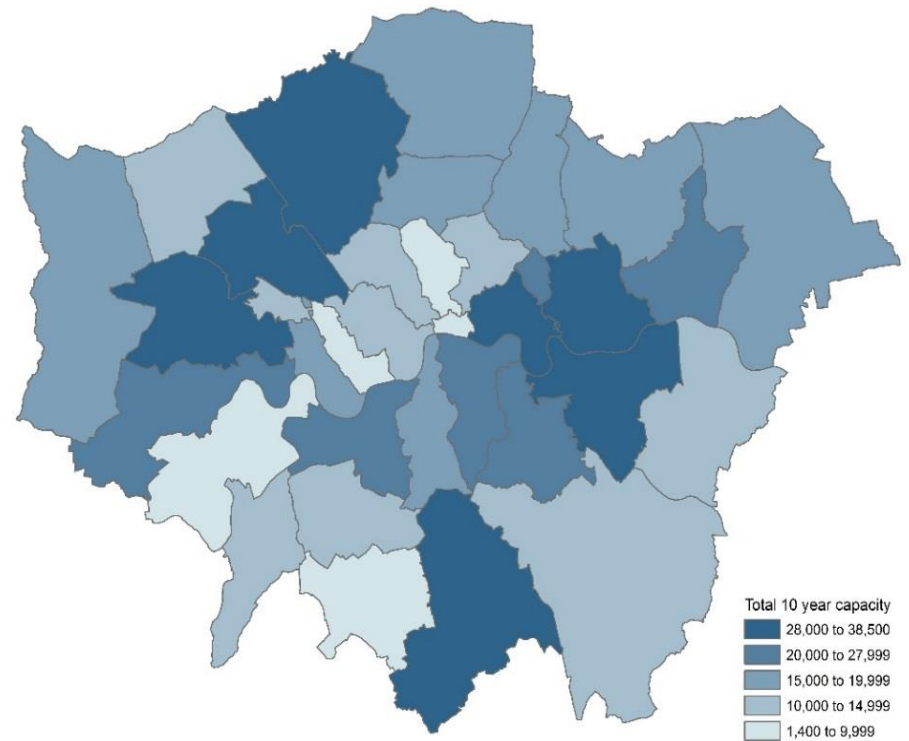 Total 10 year capacity
28,000 to 38,500
20,000 to 27,999
15,000 to 19,999
10,000 to 14,999
1,400 to 9,999